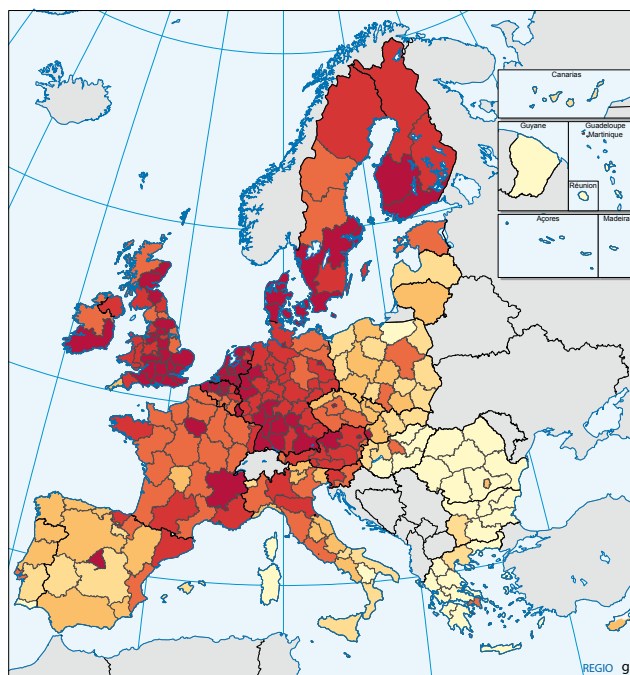 Canarias
Guyane
Guadeloupe
Martinique
Réunion
Açores
Madeira
REGIO g